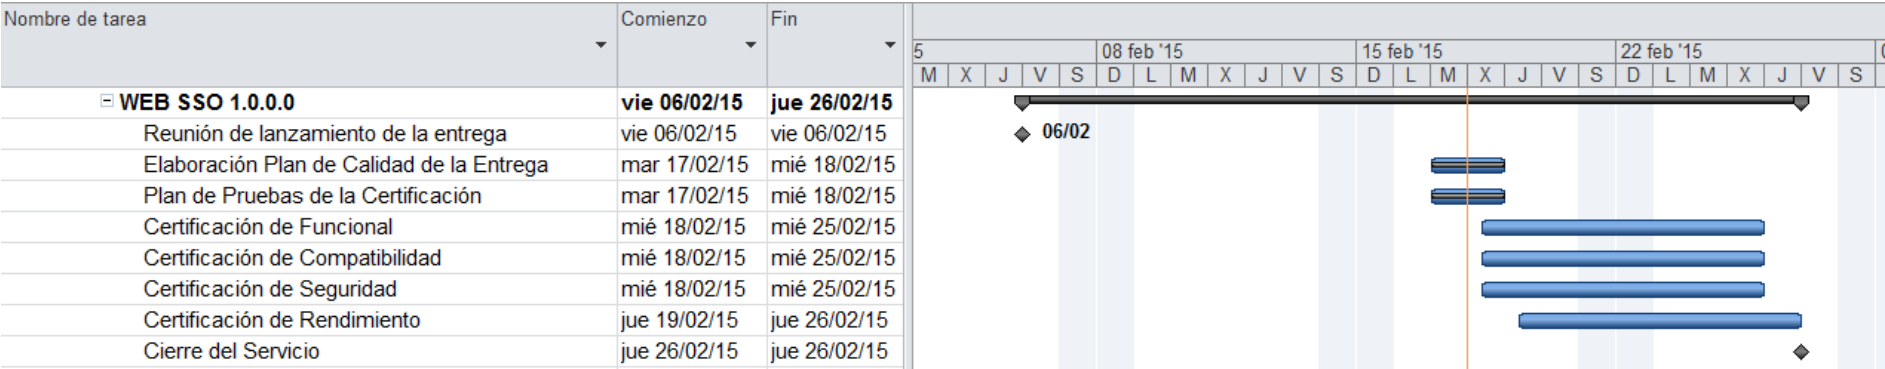 Nombre de tarea Comienzo Fin
5 08 feb '15 15 feb '15 22 feb '15
M X J V S D L M X J V S D L M X J V S D L M X J V S
WEB SSO 1.0.0.0 vie 06/02/15 jue 26/02/15
Reunión de lanzamiento de la entrega vie 06/02/15 vie 06/02/15 06/02
Elaboración Plan de Calidad de la Entrega mar 17/02/15 mié 18/02/15
Plan de Pruebas de la Certificación mar 17/02/15 mié 18/02/15
Certificación de Funcional mié 18/02/15 mié 25/02/15
Certificación de Compatibilidad mié 18/02/15 mié 25/02/15
Certificación de Seguridad mié 18/02/15 mié 25/02/15
Certificación de Rendimiento jue 19/02/15 jue 26/02/15
Cierre del Servicio jue 26/02/15 jue 26/02/15